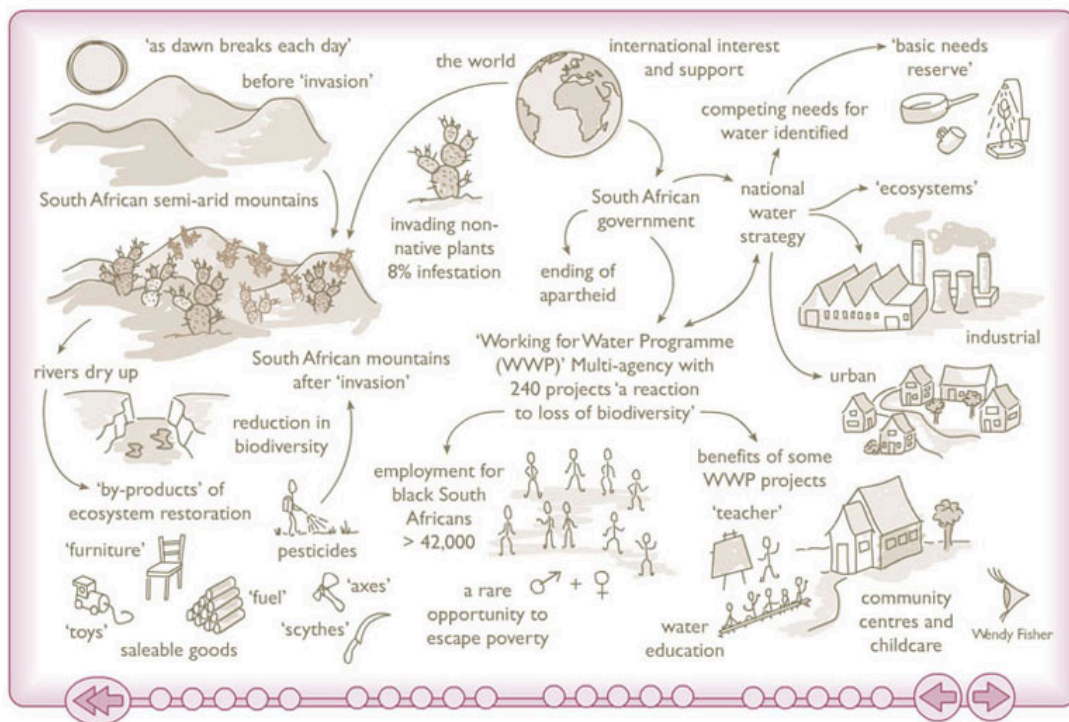 'as dawn breaks each day'
before 'invasion'
South African semi-arid mountains
the world
invading non-
native plants
8% infestation
international interest
and support
South African
government
ending of
apartheid
national
water
strategy
competing needs for
water identified
'basic needs
reserve'
'ecosystems'
industrial
urban
South African mountains
after 'invasion'
rivers dry up
reduction in
biodiversity
'by-products' of
ecosystem restoration
pesticides
'furniture'
'toys'
'fuel'
saleable goods
'axes'
'scythes'
'Working for Water Programme
(WWP)' Multi-agency with
240 projects 'a reaction
to loss of biodiversity'
employment for
black South
Africans
> 42,000
a rare
opportunity to
escape poverty
♂ + ♀
benefits of some
WWP projects
'teacher'
water
education
community
centres and
childcare
Wendy Fisher